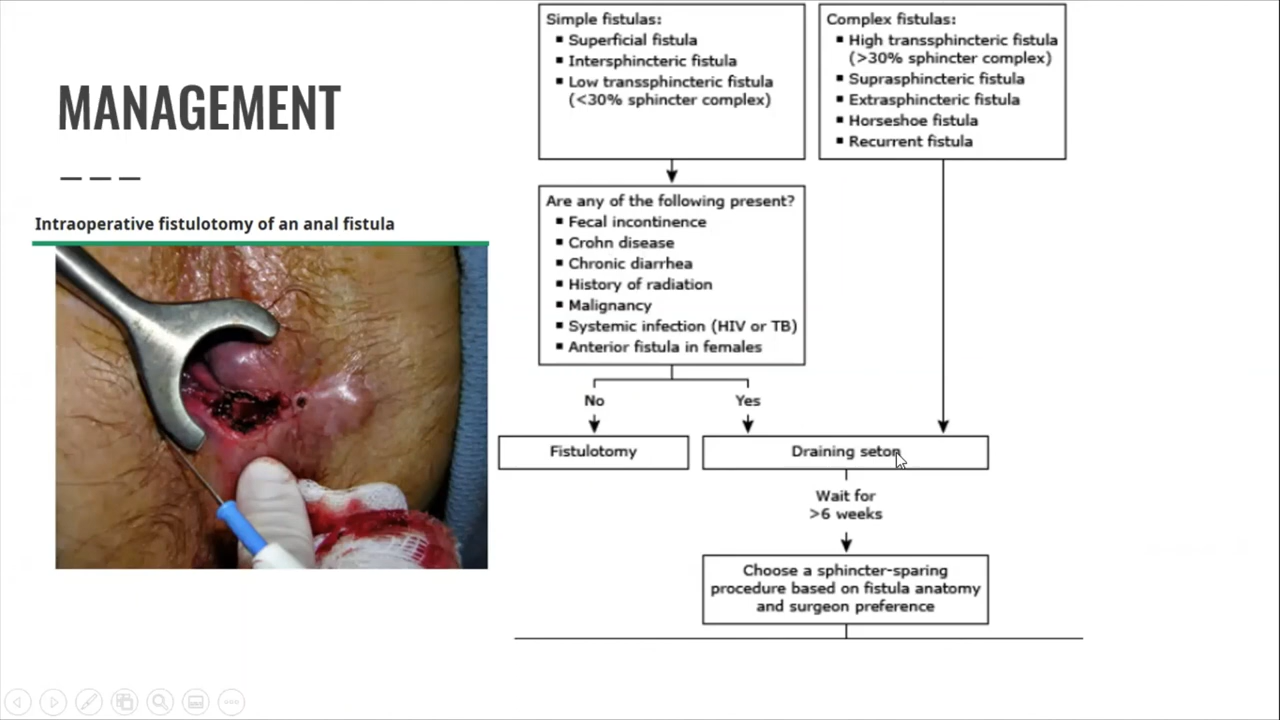 MANAGEMENT
Intraoperative fistulotomy of an anal fistula
Simple fistulas:
▪ Superficial fistula
▪ Intersphincteric fistula
▪ Low transsphincteric fistula
(<30% sphincter complex)
Complex fistulas:
▪ High transsphincteric fistula
(>30% sphincter complex)
▪ Suprasphincteric fistula
▪ Extrasphincteric fistula
▪ Horseshoe fistula
▪ Recurrent fistula
Are any of the following present?
▪ Fecal incontinence
▪ Crohn disease
▪ Chronic diarrhea
▪ History of radiation
▪ Malignancy
▪ Systemic infection (HIV or TB)
▪ Anterior fistula in females
No
Yes
Fistulotomy
Draining seton
Wait for
>6 weeks
Choose a sphincter-sparing
procedure based on fistula anatomy
and surgeon preference